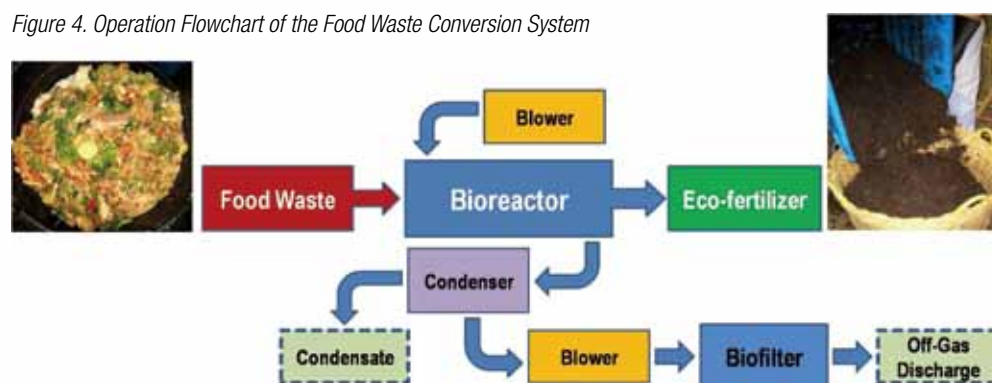 Figure 4. Operation Flowchart of the Food Waste Conversion System
Blower
Food Waste
Bioreactor
Eco-fertilizer
Condenser
Condensate
Blower
Biofilter
Off-Gas
Discharge